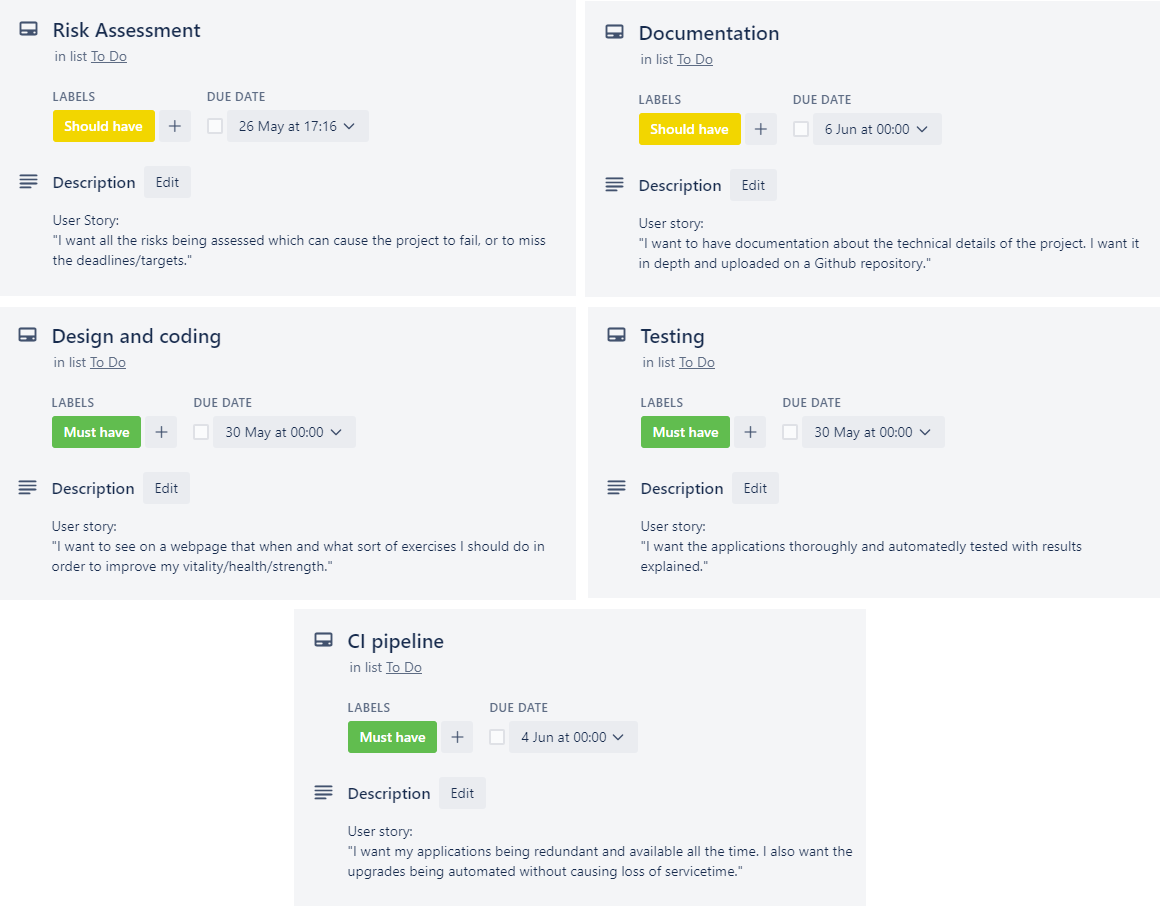 Risk Assessment
in list To Do
LABELS DUE DATE
Should have + 26 May at 17:16
Description Edit
User Story:
"I want all the risks being assessed which can cause the project to fail, or to miss
the deadlines/targets."
Documentation
in list To Do
LABELS DUE DATE
Should have + 6 Jun at 00:00
Description Edit
User story:
"I want to have documentation about the technical details of the project. I want it
in depth and uploaded on a Github repository."
Design and coding
in list To Do
LABELS DUE DATE
Must have + 30 May at 00:00
Description Edit
User story:
"I want to see on a webpage that when and what sort of exercises I should do in
order to improve my vitality/health/strength."
Testing
in list To Do
LABELS DUE DATE
Must have + 30 May at 00:00
Description Edit
User story:
"I want the applications thoroughly and automatedly tested with results
explained."
CI pipeline
in list To Do
LABELS DUE DATE
Must have + 4 Jun at 00:00
Description Edit
User story:
"I want my applications being redundant and available all the time. I also want the
upgrades being automated without causing loss of servicetime."